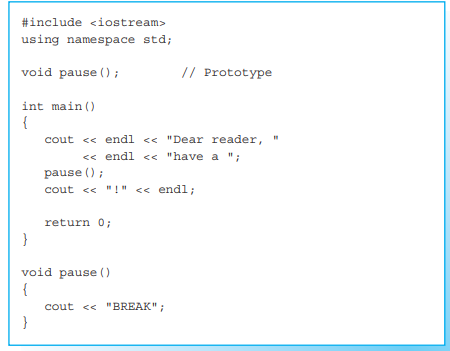 #include <iostream>
using namespace std;
void pause();        // Prototype
int main()
{
   cout << endl << "Dear reader, "
        << endl << "have a ";
   pause();
   cout << "!" << endl;
   return 0;
}
void pause()
{
   cout << "BREAK";
}